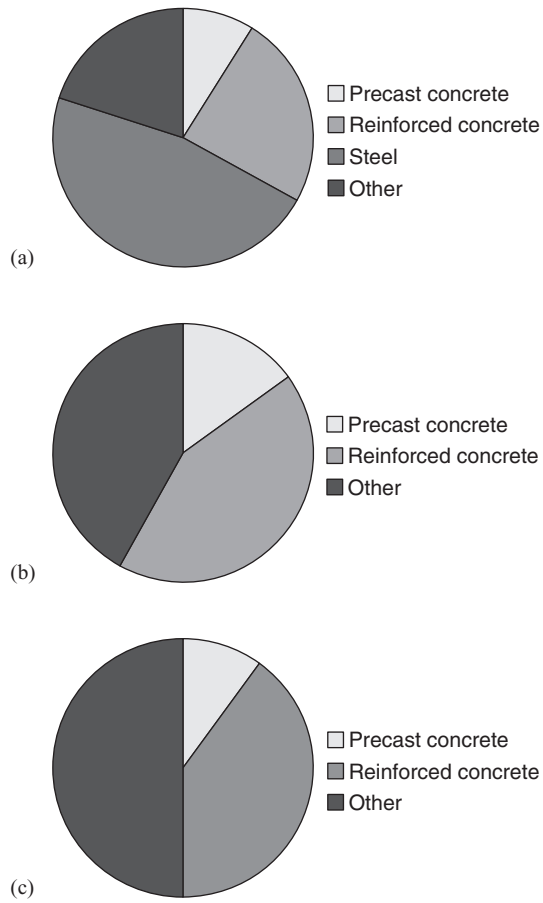 Precast concrete
Reinforced concrete
Steel
Other
(a)
Precast concrete
Reinforced concrete
Other
(b)
Precast concrete
Reinforced concrete
Other
(c)